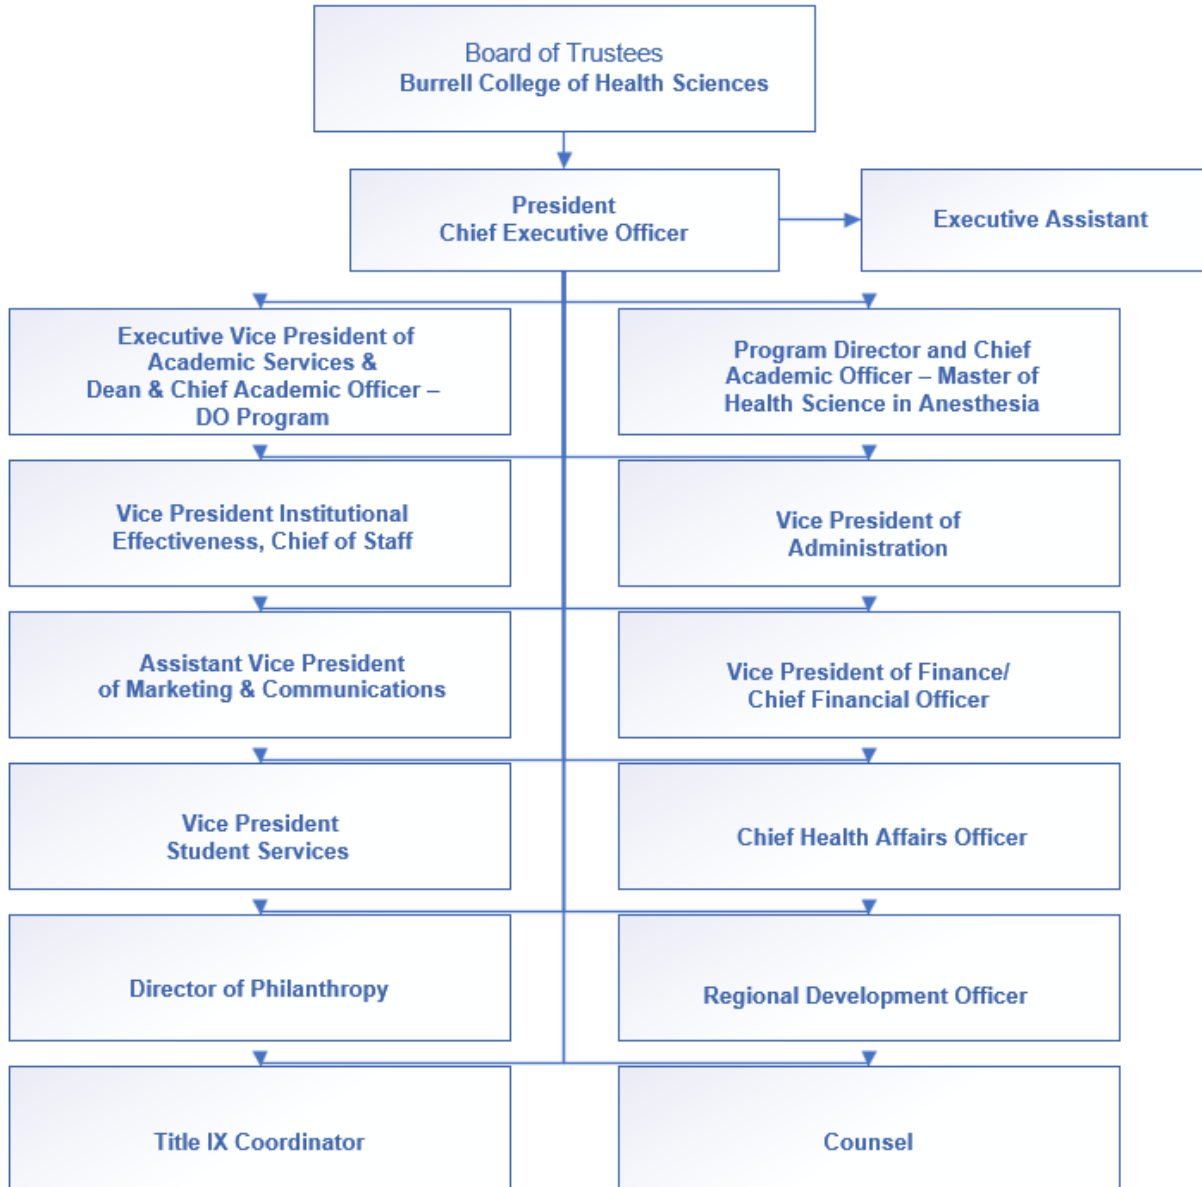 Board of Trustees
Burrell College of Health Sciences
President
Chief Executive Officer
Executive Assistant
Executive Vice President of
Academic Services &
Dean & Chief Academic Officer –
DO Program
Program Director and Chief
Academic Officer – Master of
Health Science in Anesthesia
Vice President Institutional
Effectiveness, Chief of Staff
Vice President of
Administration
Assistant Vice President
of Marketing & Communications
Vice President of Finance/
Chief Financial Officer
Vice President
Student Services
Chief Health Affairs Officer
Director of Philanthropy
Regional Development Officer
Title IX Coordinator
Counsel